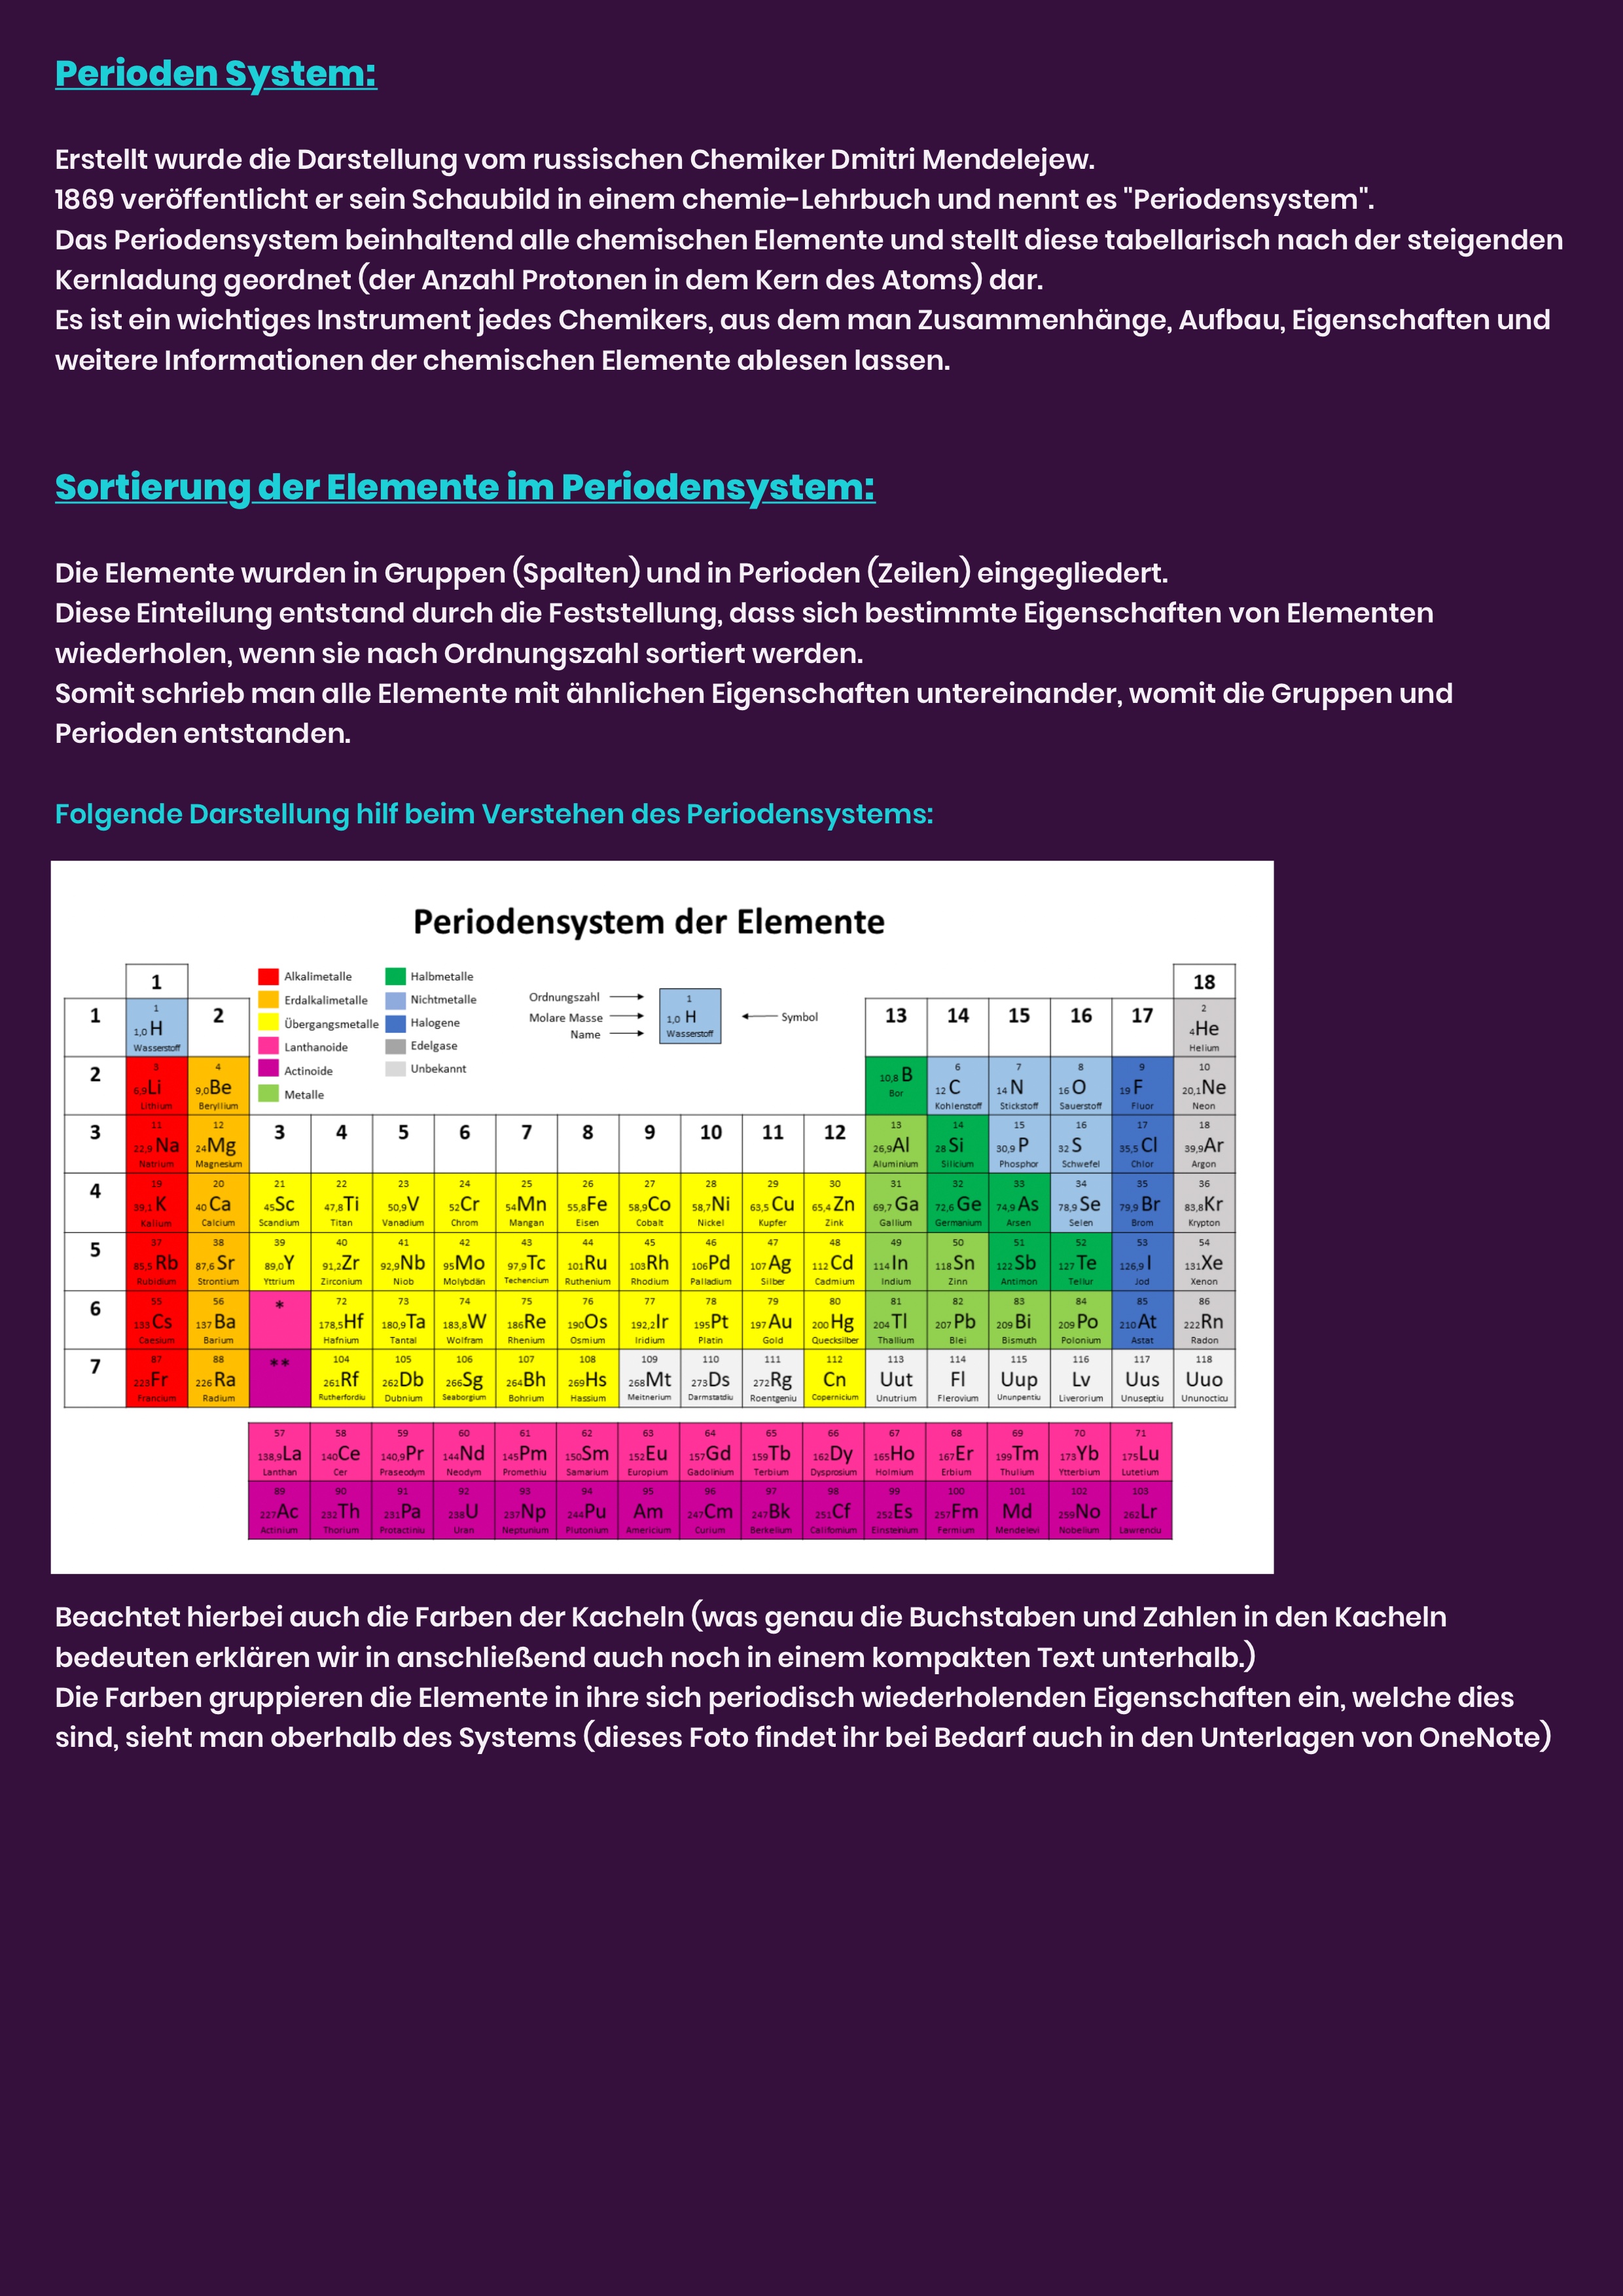 Perioden System:
Erstellt wurde die Darstellung vom russischen Chemiker Dmitri Mendelejew.
1869 veröffentlicht er sein Schaubild in einem chemie-Lehrbuch und nennt es "Periodensystem".
Das Periodensystem beinhaltend alle chemischen Elemente und stellt diese tabellarisch nach der steigenden
Kernladung geordnet (der Anzahl Protonen in dem Kern des Atoms) dar.
Es ist ein wichtiges Instrument jedes Chemikers, aus dem man Zusammenhänge, Aufbau, Eigenschaften und
weitere Informationen der chemischen Elemente ablesen lassen.
Sortierung der Elemente im Periodensystem:
Die Elemente wurden in Gruppen (Spalten) und in Perioden (Zeilen) eingegliedert.
Diese Einteilung entstand durch die Feststellung, dass sich bestimmte Eigenschaften von Elementen
wiederholen, wenn sie nach Ordnungszahl sortiert werden.
Somit schrieb man alle Elemente mit ähnlichen Eigenschaften untereinander, womit die Gruppen und
Perioden entstanden.
Folgende Darstellung hilf beim Verstehen des Periodensystems:
Periodensystem der Elemente
1 Alkalimetalle Halbmetalle 18
Erdalkalimetalle Nichtmetalle
Übergangsmetalle Halogene
Lanthanoide Edelgase
Actinoide Unbekannt
Metalle
Ordnungszahl 1
Molare Masse 1,0 H Symbol
Name Wasserstoff
1 1 2 13 14 15 16 17 2
1,0 H 4 He
Wasserstoff Helium
2 3 4 6 7 8 9 10
6,9 Li 9,0 Be 10,8 B 12 C 14 N 16 O 19 F 20,1 Ne
Lithium Beryllium Bor Kohlenstoff Stickstoff Sauerstoff Fluor Neon
3 11 12 3 4 5 6 7 8 9 10 11 12 13 14 15 16 17 18
22,9 Na 24 Mg 26,9 Al 28 Si 30,9 P 32 S 35,5 Cl 39,9 Ar
Natrium Magnesium Aluminium Silicium Phosphor Schwefel Chlor Argon
4 19 20 21 22 23 24 25 26 27 28 29 30 31 32 33 34 35 36
39,1 K 40 Ca 45 Sc 47,8 Ti 50,9 V 52 Cr 54 Mn 55,8 Fe 58,9 Co 58,7 Ni 63,5 Cu 65,4 Zn 69,7 Ga 72,6 Ge 74,9 As 78,9 Se 79,9 Br 83,8 Kr
Kalium Calcium Scandium Titan Vanadium Chrom Mangan Eisen Cobalt Nickel Kupfer Zink Gallium Germanium Arsen Selen Brom Krypton
5 37 38 39 40 41 42 43 44 45 46 47 48 49 50 51 52 53 54
85,5 Rb 87,6 Sr 89,0 Y 91,2 Zr 92,9 Nb 95 Mo 97,9 Tc 101 Ru 103 Rh 106 Pd 107 Ag 112 Cd 114 In 118 Sn 122 Sb 127 Te 126,9 I 131 Xe
Rubidium Strontium Yttrium Zirconium Niob Molybdän Techencium Ruthenium Rhodium Palladium Silber Cadmium Indium Zinn Antimon Tellur Jod Xenon
6 55 56 * 72 73 74 75 76 77 78 79 80 81 82 83 84 85 86
133 Cs 137 Ba 178,5 Hf 180,9 Ta 183,8 W 186 Re 190 Os 192,2 Ir 195 Pt 197 Au 200 Hg 204 Tl 207 Pb 209 Bi 209 Po 210 At 222 Rn
Caesium Barium Hafnium Tantal Wolfram Rhenium Osmium Iridium Platin Gold Quecksilber Thallium Blei Bismuth Polonium Astat Radon
7 87 88 ** 104 105 106 107 108 109 110 111 112 113 114 115 116 117 118
223 Fr 226 Ra 261 Rf 262 Db 266 Sg 264 Bh 269 Hs 268 Mt 273 Ds 272 Rg Cn Uut Fl Uup Lv Uus Uuo
Francium Radium Rutherfordiu Dubnium Seaborgium Bohrium Hassium Meitnerium Darmstatdiu Roentgeniu Copernicium Unutrium Flerovium Ununpentiu Liverorium Unuseptiu Ununocticu
57 58 59 60 61 62 63 64 65 66 67 68 69 70 71
138,9 La 140 Ce 140,9 Pr 144 Nd 145 Pm 150 Sm 152 Eu 157 Gd 159 Tb 162 Dy 165 Ho 167 Er 199 Tm 173 Yb 175 Lu
Lanthan Cer Praseodym Neodym Promethiu Samarium Europium Gadolinium Terbium Dysprosium Holmium Erbium Thulium Ytterbium Lutetium
89 90 91 92 93 94 95 96 97 98 99 100 101 102 103
227 Ac 232 Th 231 Pa 238 U 237 Np 244 Pu Am 247 Cm 247 Bk 251 Cf 252 Es 257 Fm Md 259 No 262 Lr
Actinium Thorium Protactiniu Uran Neptunium Plutonium Americium Curium Berkelium Einsteinium Fermium Mendelevi Nobelium Lawrendu
Beachtet hierbei auch die Farben der Kacheln (was genau die Buchstaben und Zahlen in den Kacheln
bedeuten erklären wir in anschließend auch noch in einem kompakten Text unterhalb.)
Die Farben gruppieren die Elemente in ihre sich periodisch wiederholenden Eigenschaften ein, welche dies
sind, sieht man oberhalb des Systems (dieses Foto findet ihr bei Bedarf auch in den Unterlagen von OneNote)